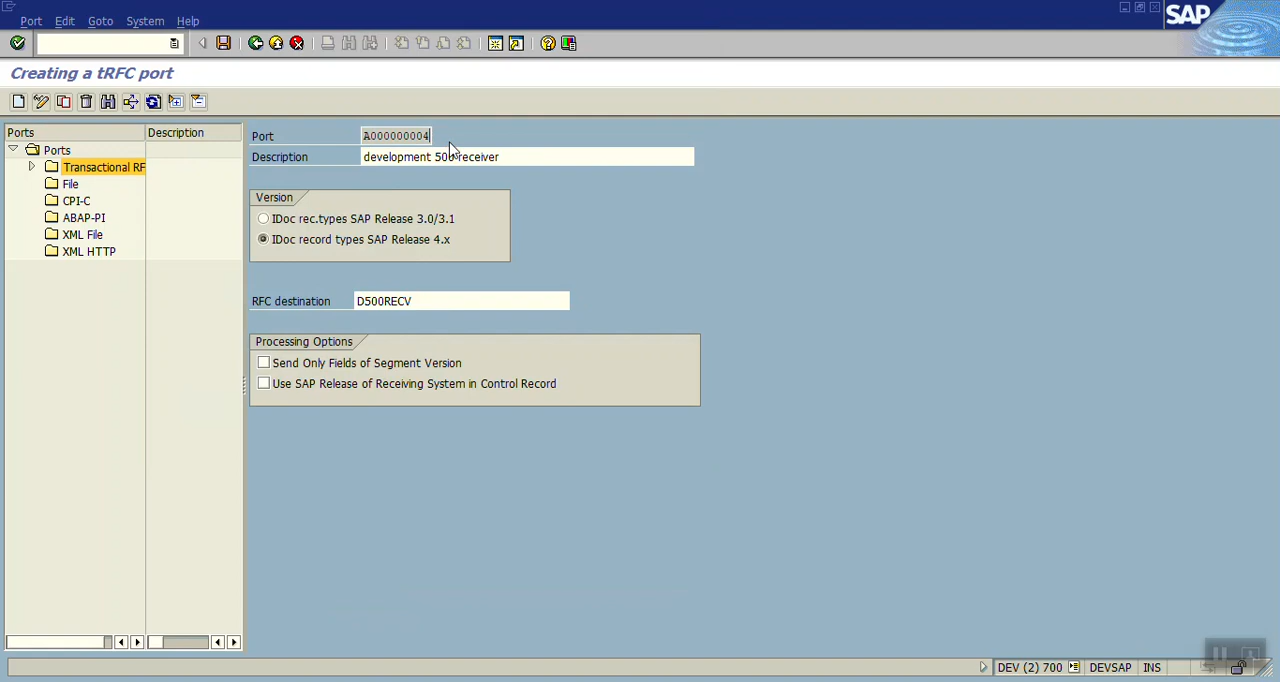 Port Edit Goto System Help
SAP
Creating a tRFC port
Ports Description
Ports
Transactional RF
File
CPI-C
ABAP-PI
XML File
XML HTTP
Port A000000004
Description development 500 receiver
Version
IDoc rec.types SAP Release 3.0/3.1
IDoc record types SAP Release 4.x
RFC destination D500RECV
Processing Options
Send Only Fields of Segment Version
Use SAP Release of Receiving System in Control Record
DEV (2) 700 DEVSAP INS